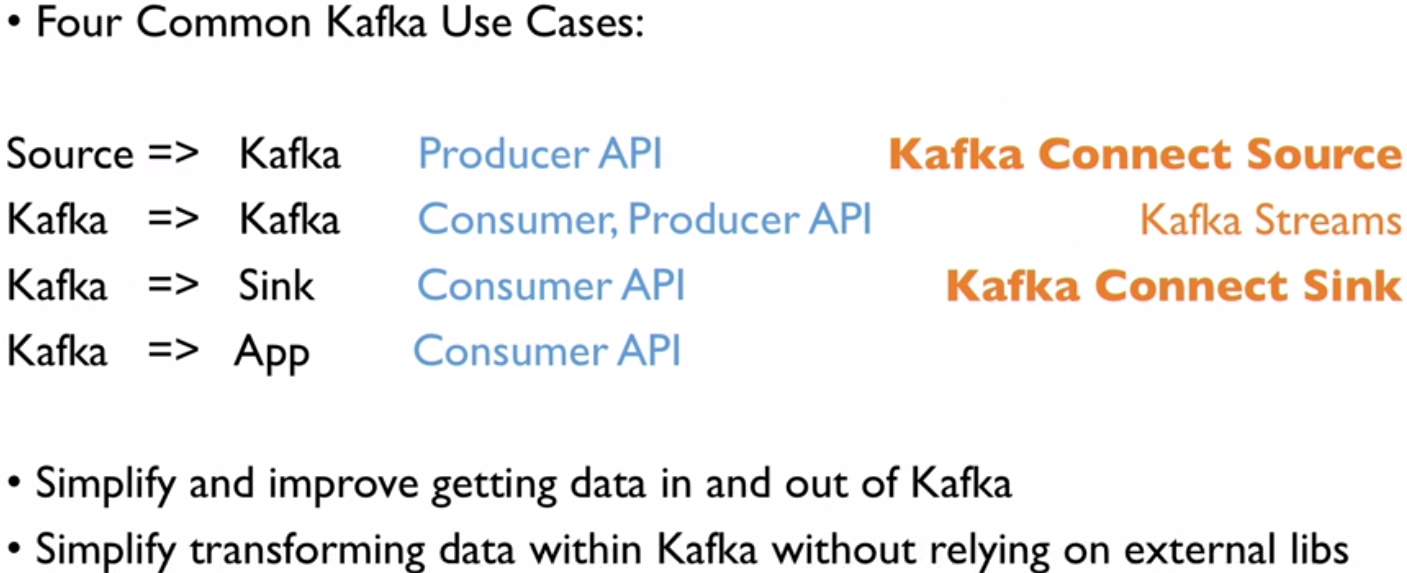 • Four Common Kafka Use Cases:
Source => Kafka Producer API Kafka Connect Source
Kafka => Kafka Consumer, Producer API Kafka Streams
Kafka => Sink Consumer API Kafka Connect Sink
Kafka => App Consumer API
• Simplify and improve getting data in and out of Kafka
• Simplify transforming data within Kafka without relying on external libs